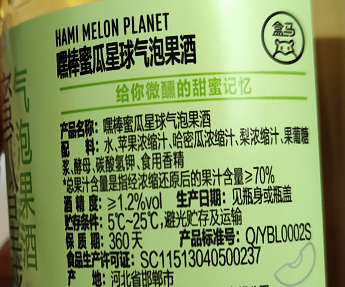 HAMI MELON PLANET
嘿棒蜜瓜星球气泡果酒
盒马
给你微醺的甜蜜记忆
产品名称：嘿棒蜜瓜星球气泡果酒
配料：水、苹果浓缩汁、哈密瓜浓缩汁、梨浓缩汁、果葡糖
浆、酵母、碳酸氢钾、食用香精
*总果汁含量是指经浓缩还原后的果汁含量≥70%
酒精度：≥1.2%vol 生产日期：见瓶身或瓶盖
贮存条件：5℃~25℃，避光贮存及运输
保质期：360天 产品标准号：Q/YBL0002S
食品生产许可证：SC11513040500237
产地：河北省邯郸市
气泡果酒